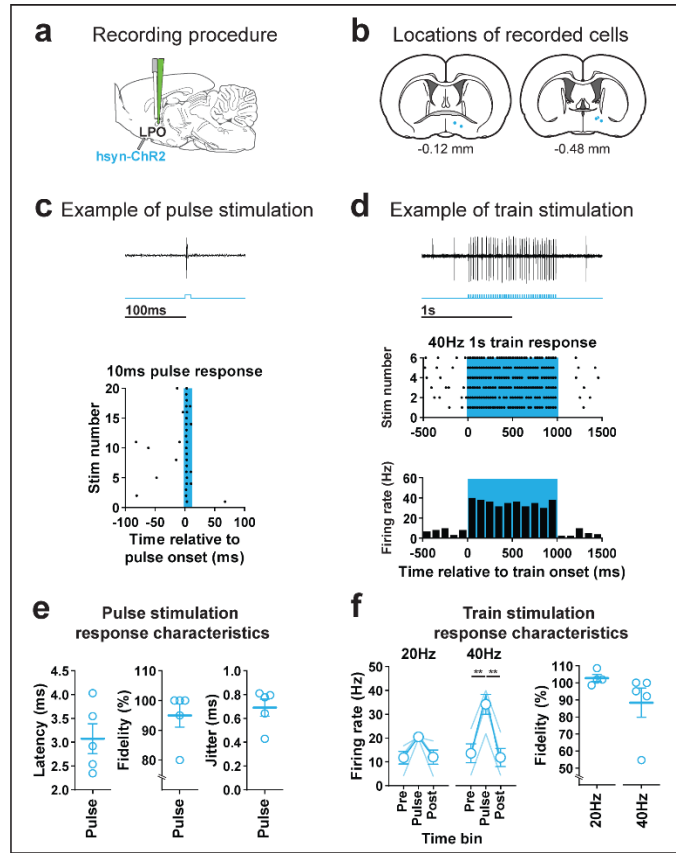 a Recording procedure
LPO
hsyn-ChR2
b Locations of recorded cells
-0.12 mm
-0.48 mm
c Example of pulse stimulation
100ms
10ms pulse response
Stim number
20
15
10
5
0
-100 -50 0 50 100
Time relative to
pulse onset (ms)
d Example of train stimulation
1s
40Hz 1s train response
Stim number
6
4
2
0
-500 0 500 1000 1500
Firing rate (Hz)
60
40
20
0
-500 0 500 1000 1500
Time relative to train onset (ms)
e Pulse stimulation
response characteristics
Latency (ms)
4.5
4.0
3.5
3.0
2.5
2.0
Pulse
Fidelity (%)
100
90
80
Pulse
Jitter (ms)
1.0
0.8
0.6
0.4
0.2
0.0
Pulse
f Train stimulation
response characteristics
20Hz 40Hz
Firing rate (Hz)
50
40
30
20
10
0
** **
Pre
Pulse
Post
Pre
Pulse
Post
Time bin
Fidelity (%)
110
100
90
80
70
60
50
20Hz
40Hz